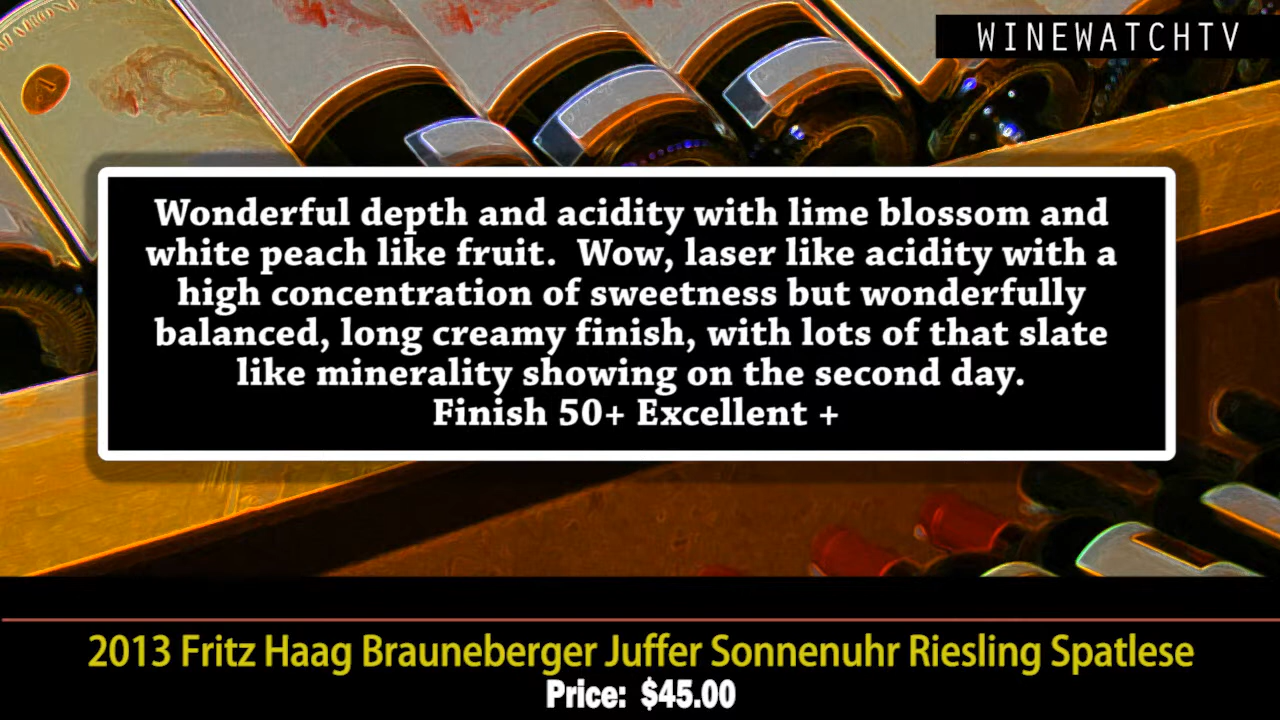 WINEWATCHTV
Wonderful depth and acidity with lime blossom and
white peach like fruit.  Wow, laser like acidity with a
high concentration of sweetness but wonderfully
balanced, long creamy finish, with lots of that slate
like minerality showing on the second day.
Finish 50+ Excellent +
2013 Fritz Haag Brauneberger Juffer Sonnenuhr Riesling Spatlese
Price:  $45.00